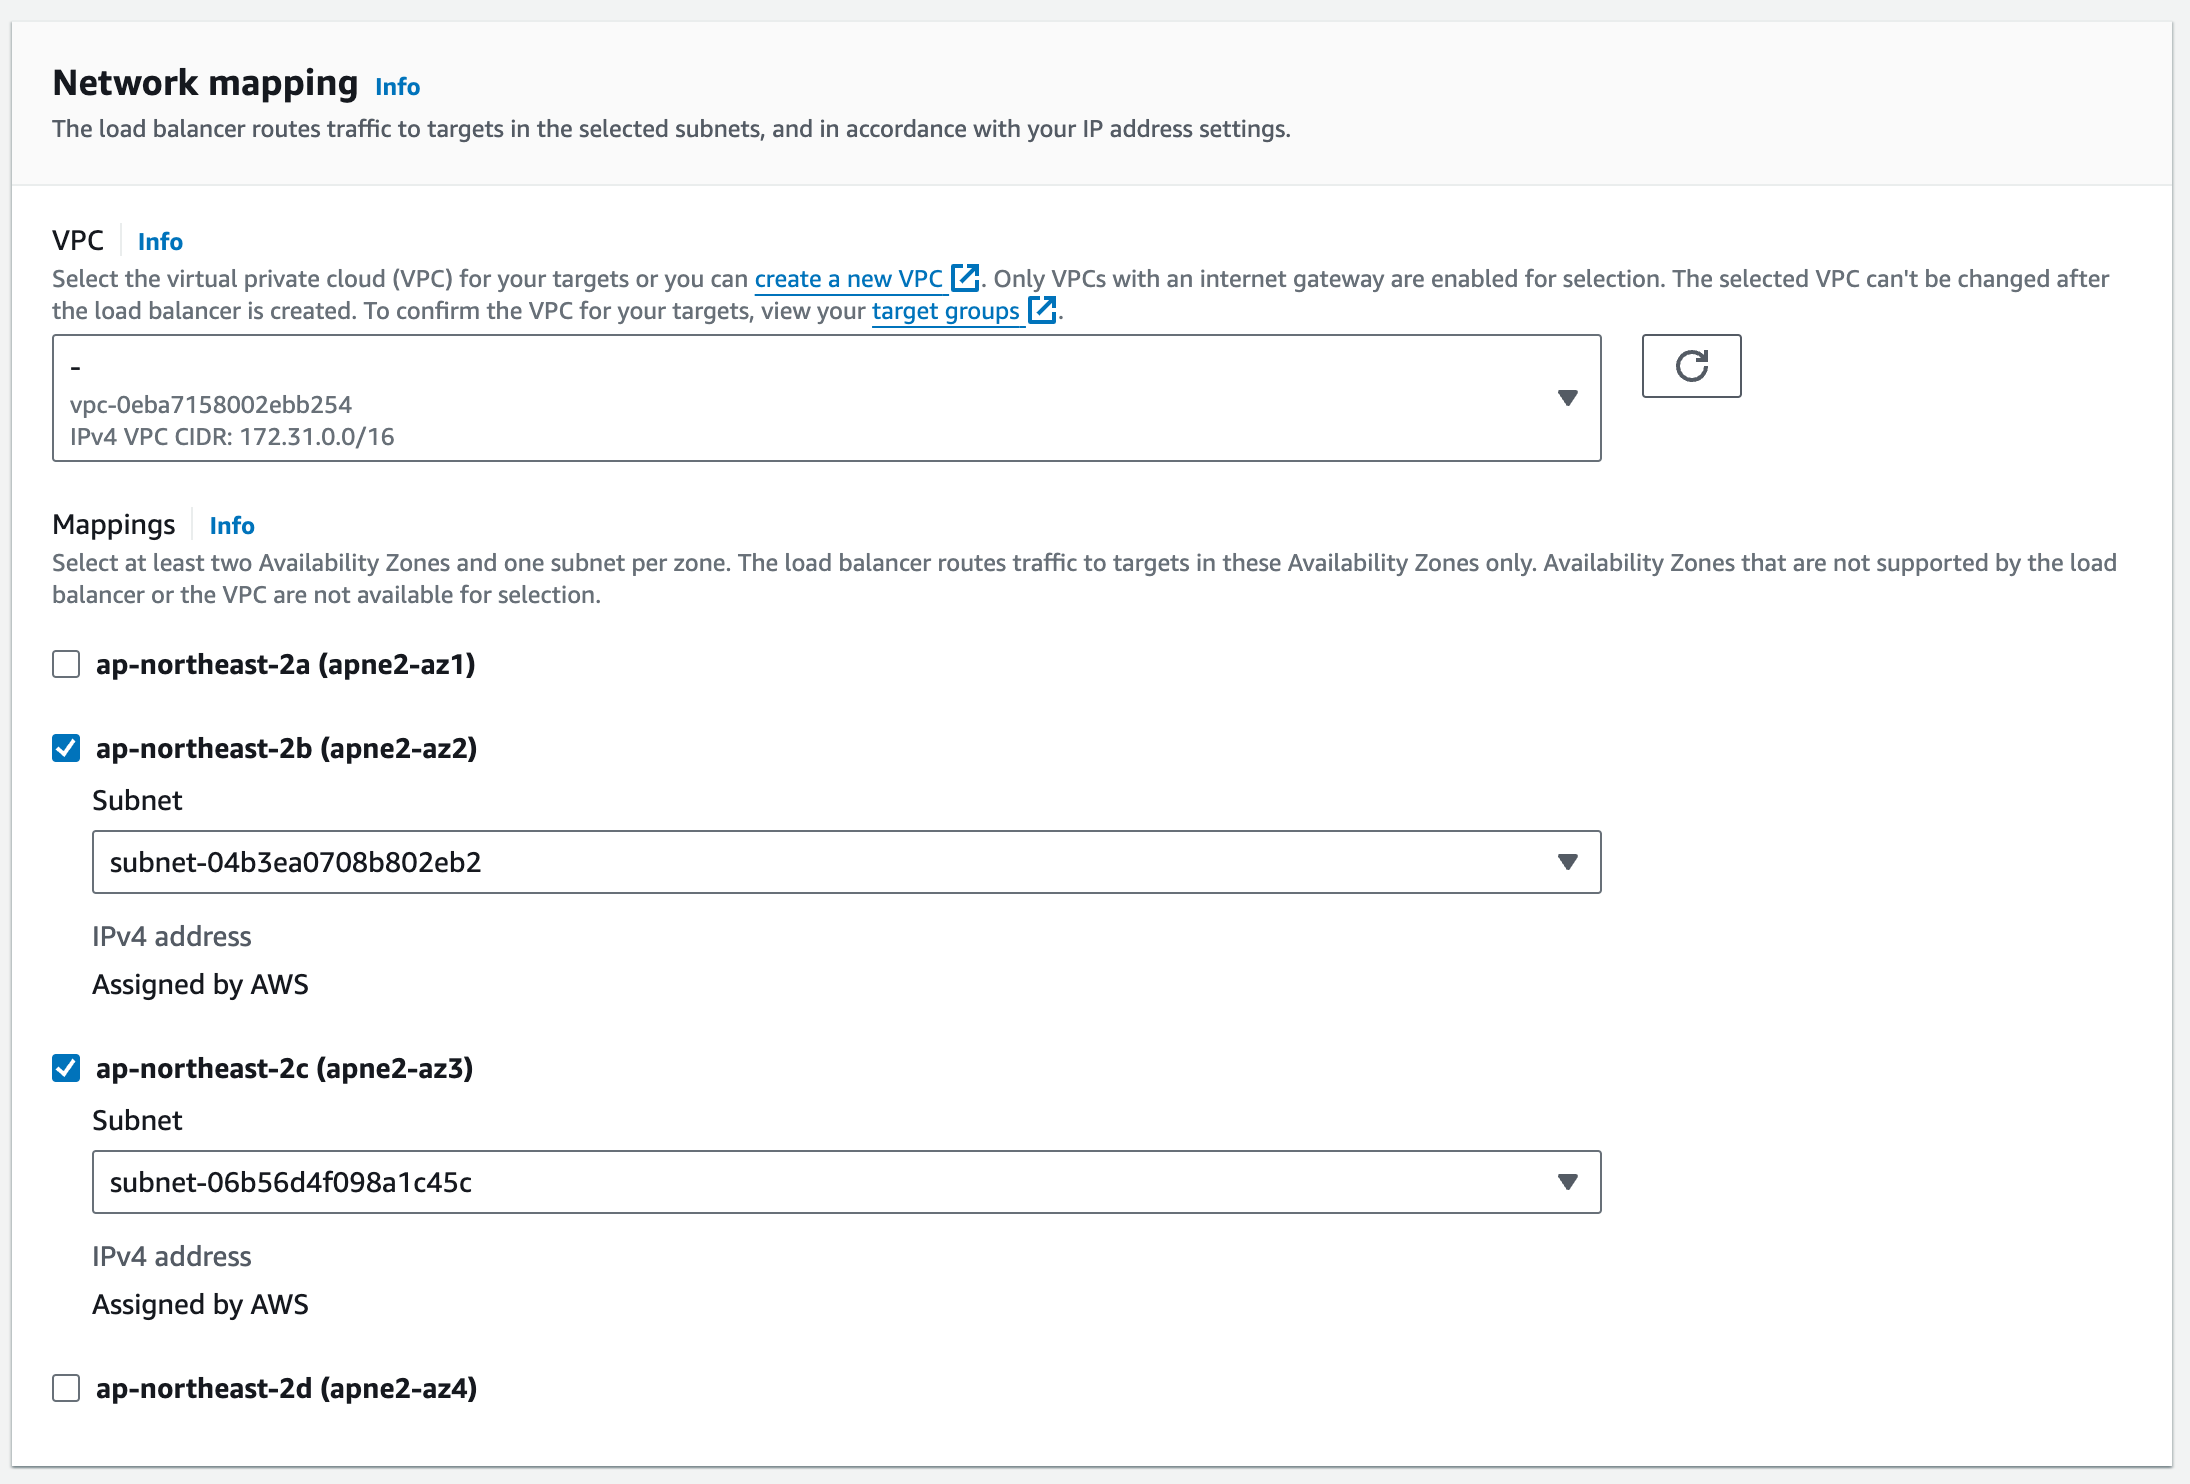 Network mapping Info
The load balancer routes traffic to targets in the selected subnets, and in accordance with your IP address settings.
VPC Info
Select the virtual private cloud (VPC) for your targets or you can create a new VPC . Only VPCs with an internet gateway are enabled for selection. The selected VPC can't be changed after
the load balancer is created. To confirm the VPC for your targets, view your target groups .
-
vpc-0eba7158002ebb254
IPv4 VPC CIDR: 172.31.0.0/16
Mappings Info
Select at least two Availability Zones and one subnet per zone. The load balancer routes traffic to targets in these Availability Zones only. Availability Zones that are not supported by the load
balancer or the VPC are not available for selection.
ap-northeast-2a (apne2-az1)
ap-northeast-2b (apne2-az2)
Subnet
subnet-04b3ea0708b802eb2
IPv4 address
Assigned by AWS
ap-northeast-2c (apne2-az3)
Subnet
subnet-06b56d4f098a1c45c
IPv4 address
Assigned by AWS
ap-northeast-2d (apne2-az4)